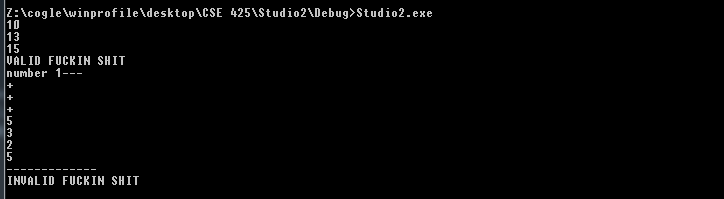 Z:\cogle\winprofile\desktop\CSE 425\Studio2\Debug>Studio2.exe
10
13
15
VALID FUCKIN SHIT
number 1---
+
+
+
5
3
2
5
-------------
INVALID FUCKIN SHIT